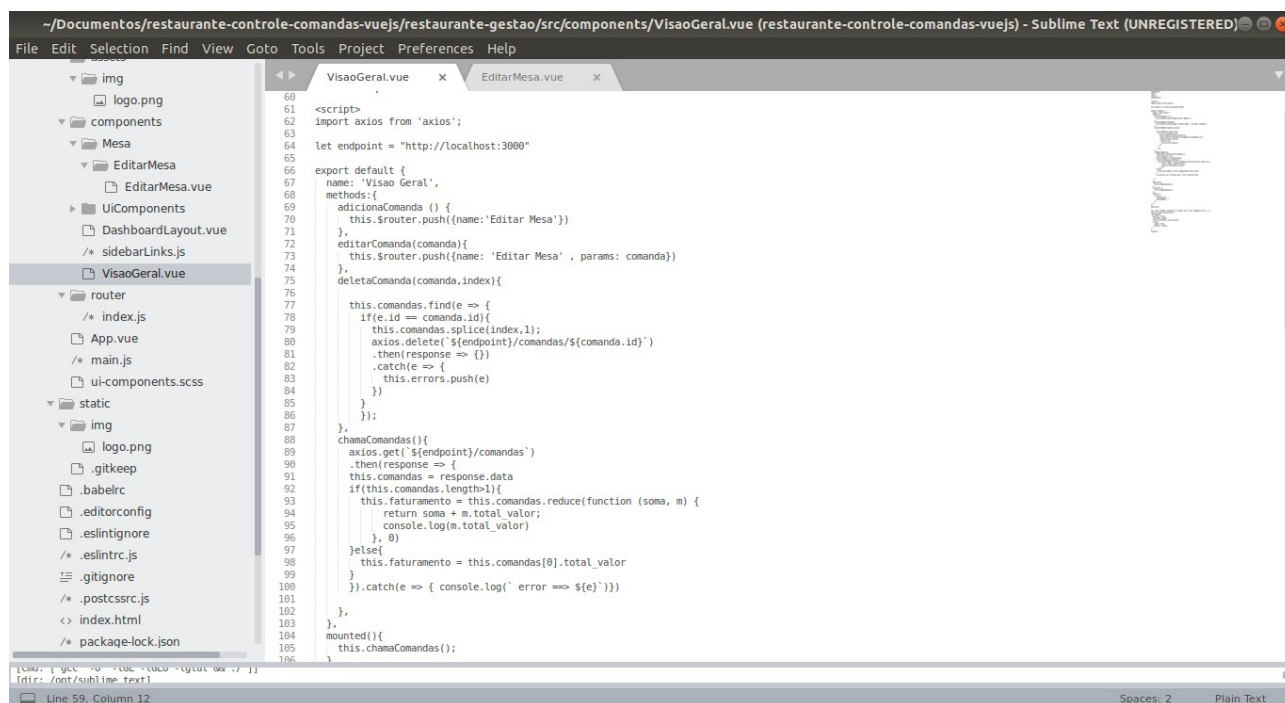 ~/Documentos/restaurante-controle-comandas-vuejs/restaurante-gestao/src/components/VisaoGeral.vue (restaurante-controle-comandas-vuejs) - Sublime Text (UNREGISTERED)
File Edit Selection Find View Goto Tools Project Preferences Help
assets
img
logo.png
components
Mesa
EditarMesa
EditarMesa.vue
UiComponents
DashboardLayout.vue
/* sidebarLinks.js
VisaoGeral.vue
router
/* index.js
App.vue
/* main.js
ui-components.scss
static
img
logo.png
.gitkeep
.babelrc
.editorconfig
.eslintignore
/* .eslintrc.js
.gitignore
/* .postcssrc.js
<> index.html
/* package-lock.json
VisaoGeral.vue x EditarMesa.vue x
60
61 <script>
62 import axios from 'axios';
63
64 let endpoint = "http://localhost:3000"
65
66 export default {
67 name: 'Visao Geral',
68 methods:{
69 adicionaComanda () {
70 this.$router.push({name:'Editar Mesa'})
71 },
72 editarComanda(comanda){
73 this.$router.push({name: 'Editar Mesa' , params: comanda})
74 },
75 deletaComanda(comanda,index){
76
77 this.comandas.find(e => {
78 if(e.id == comanda.id){
79 this.comandas.splice(index,1);
80 axios.delete(`${endpoint}/comandas/${comanda.id}`)
81 .then(response => {})
82 .catch(e => {
83 this.errors.push(e)
84 })
85 }
86 });
87 },
88 chamaComandas(){
89 axios.get(`${endpoint}/comandas`)
90 .then(response => {
91 this.comandas = response.data
92 if(this.comandas.length>1){
93 this.faturamento = this.comandas.reduce(function (soma, m) {
94 return soma + m.total_valor;
95 console.log(m.total_valor)
96 }, 0)
97 }else{
98 this.faturamento = this.comandas[0].total_valor
99 }
100 }).catch(e => { console.log(` error ==> ${e}`)})
101
102 },
103 },
104 mounted(){
105 this.chamaComandas();
106 }
[dir: /opt/sublime_text]
Line 59, Column 12
Spaces: 2 Plain Text